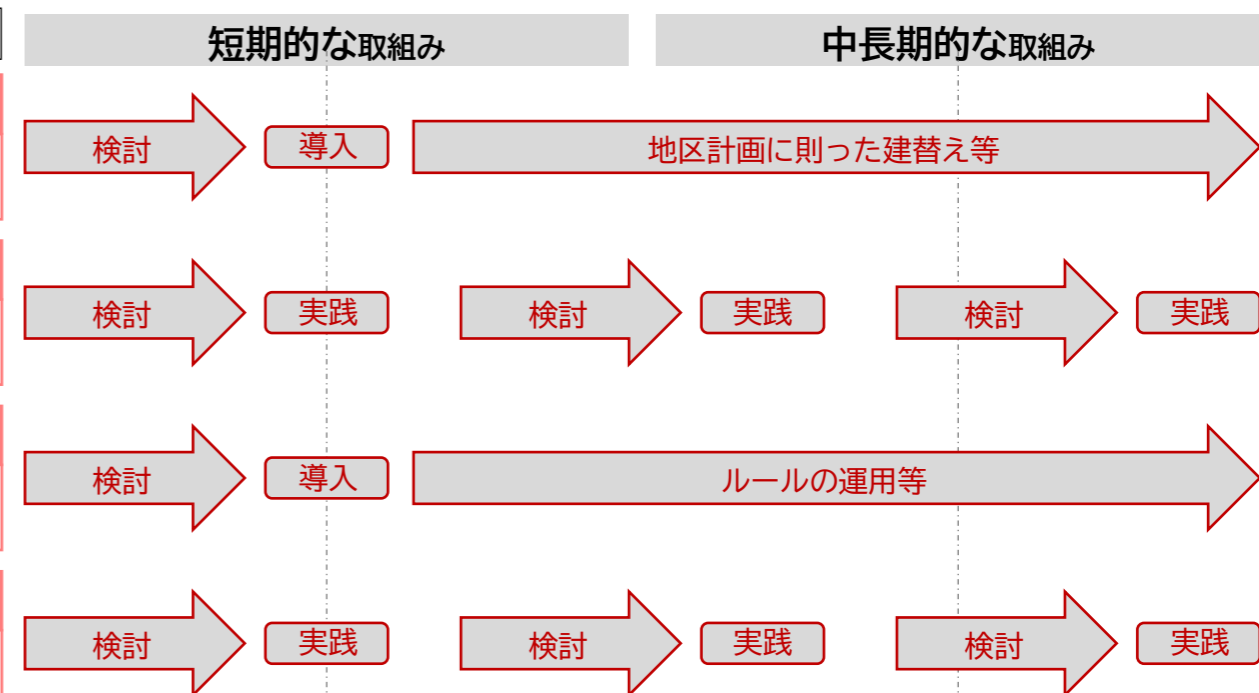 短期的な取組み
中長期的な取組み
検討
導入
地区計画に則った建替え等
検討
実践
検討
実践
検討
実践
検討
導入
ルールの運用等
検討
実践
検討
実践
検討
実践